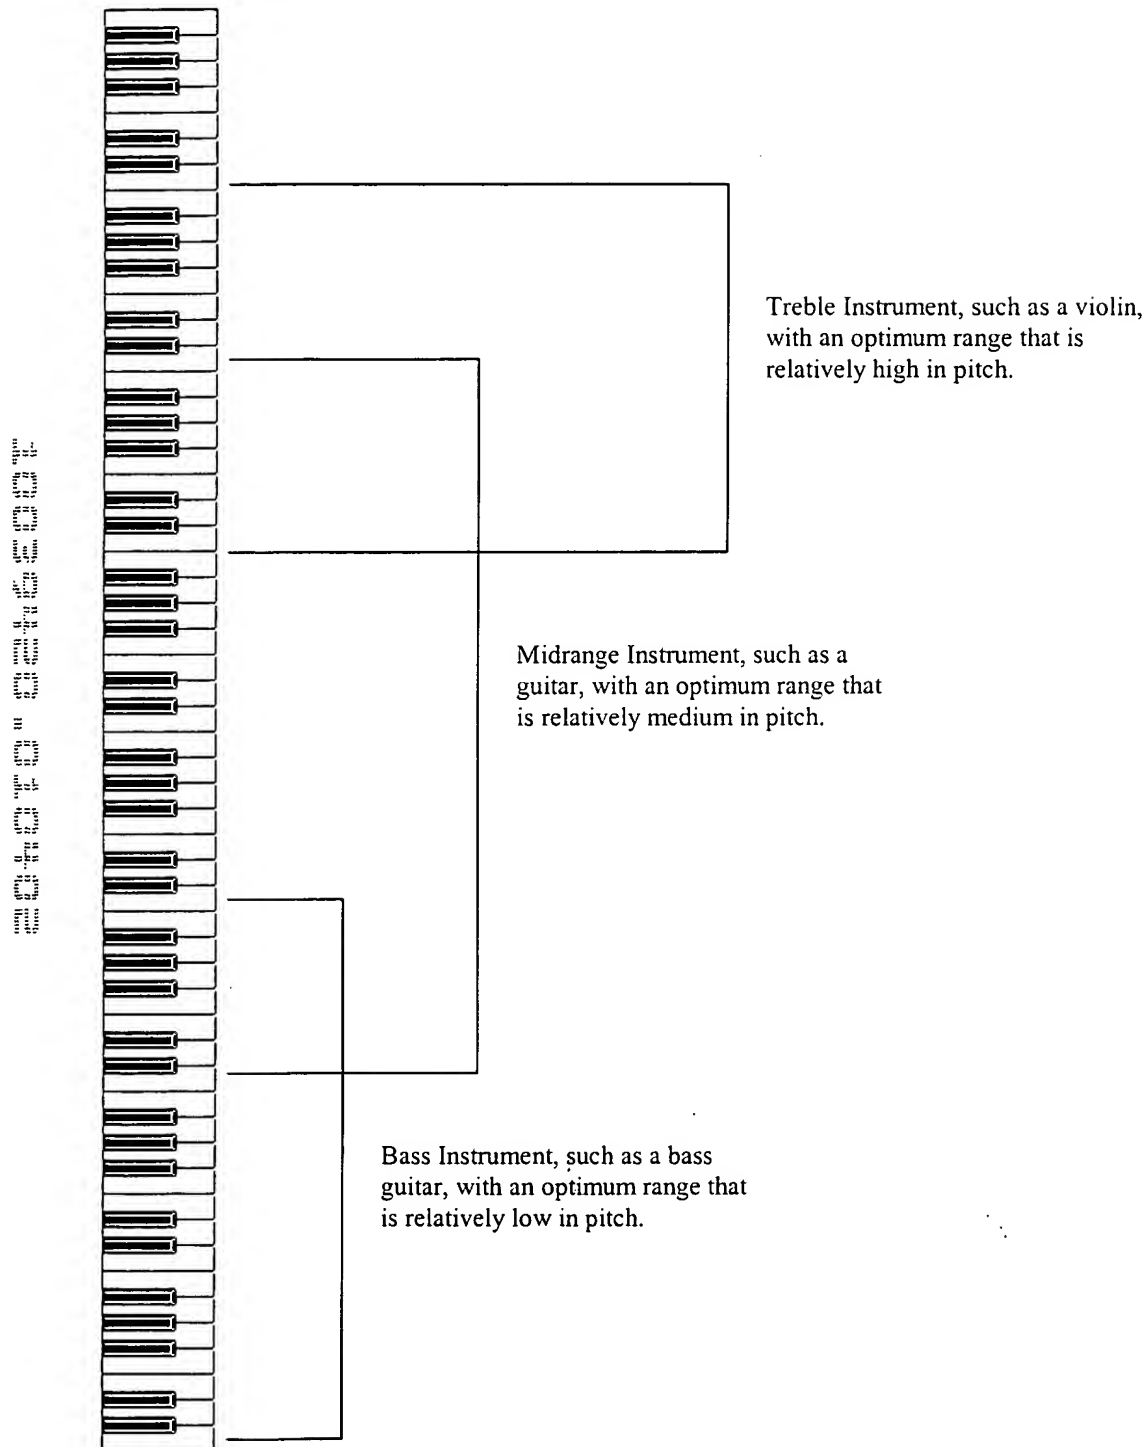 Treble Instrument, such as a violin,
with an optimum range that is
relatively high in pitch.
Midrange Instrument, such as a
guitar, with an optimum range that
is relatively medium in pitch.
Bass Instrument, such as a bass
guitar, with an optimum range that
is relatively low in pitch.
10039420.010402